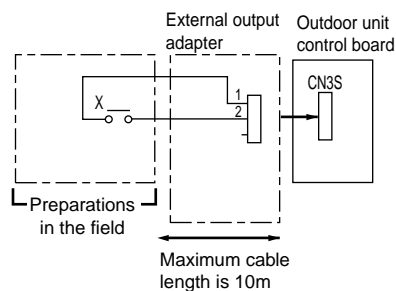 External output
adapter
Outdoor unit
control board
CN3S
X
1
2
Preparations
in the field
Maximum cable
length is 10m